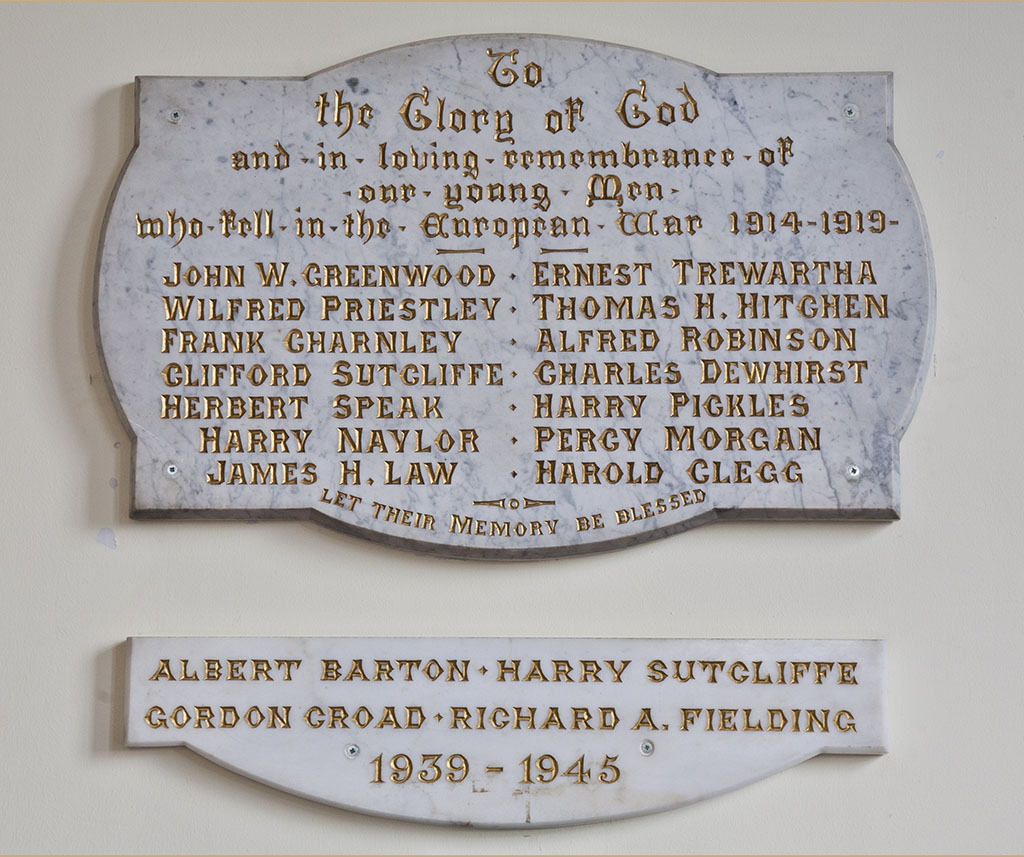 To
the Glory of God
and · in · loving · remembrance · of
· our · young · Men ·
who · fell · in · the · European · War 1914-1919-
JOHN W. GREENWOOD · ERNEST TREWARTHA
WILFRED PRIESTLEY · THOMAS H. HITCHEN
FRANK CHARNLEY · ALFRED ROBINSON
CLIFFORD SUTCLIFFE · CHARLES DEWHIRST
HERBERT SPEAK · HARRY PICKLES
HARRY NAYLOR · PERCY MORGAN
JAMES H. LAW · HAROLD CLEGG
LET THEIR MEMORY BE BLESSED
ALBERT BARTON · HARRY SUTCLIFFE
GORDON CROAD · RICHARD A. FIELDING
1939 - 1945